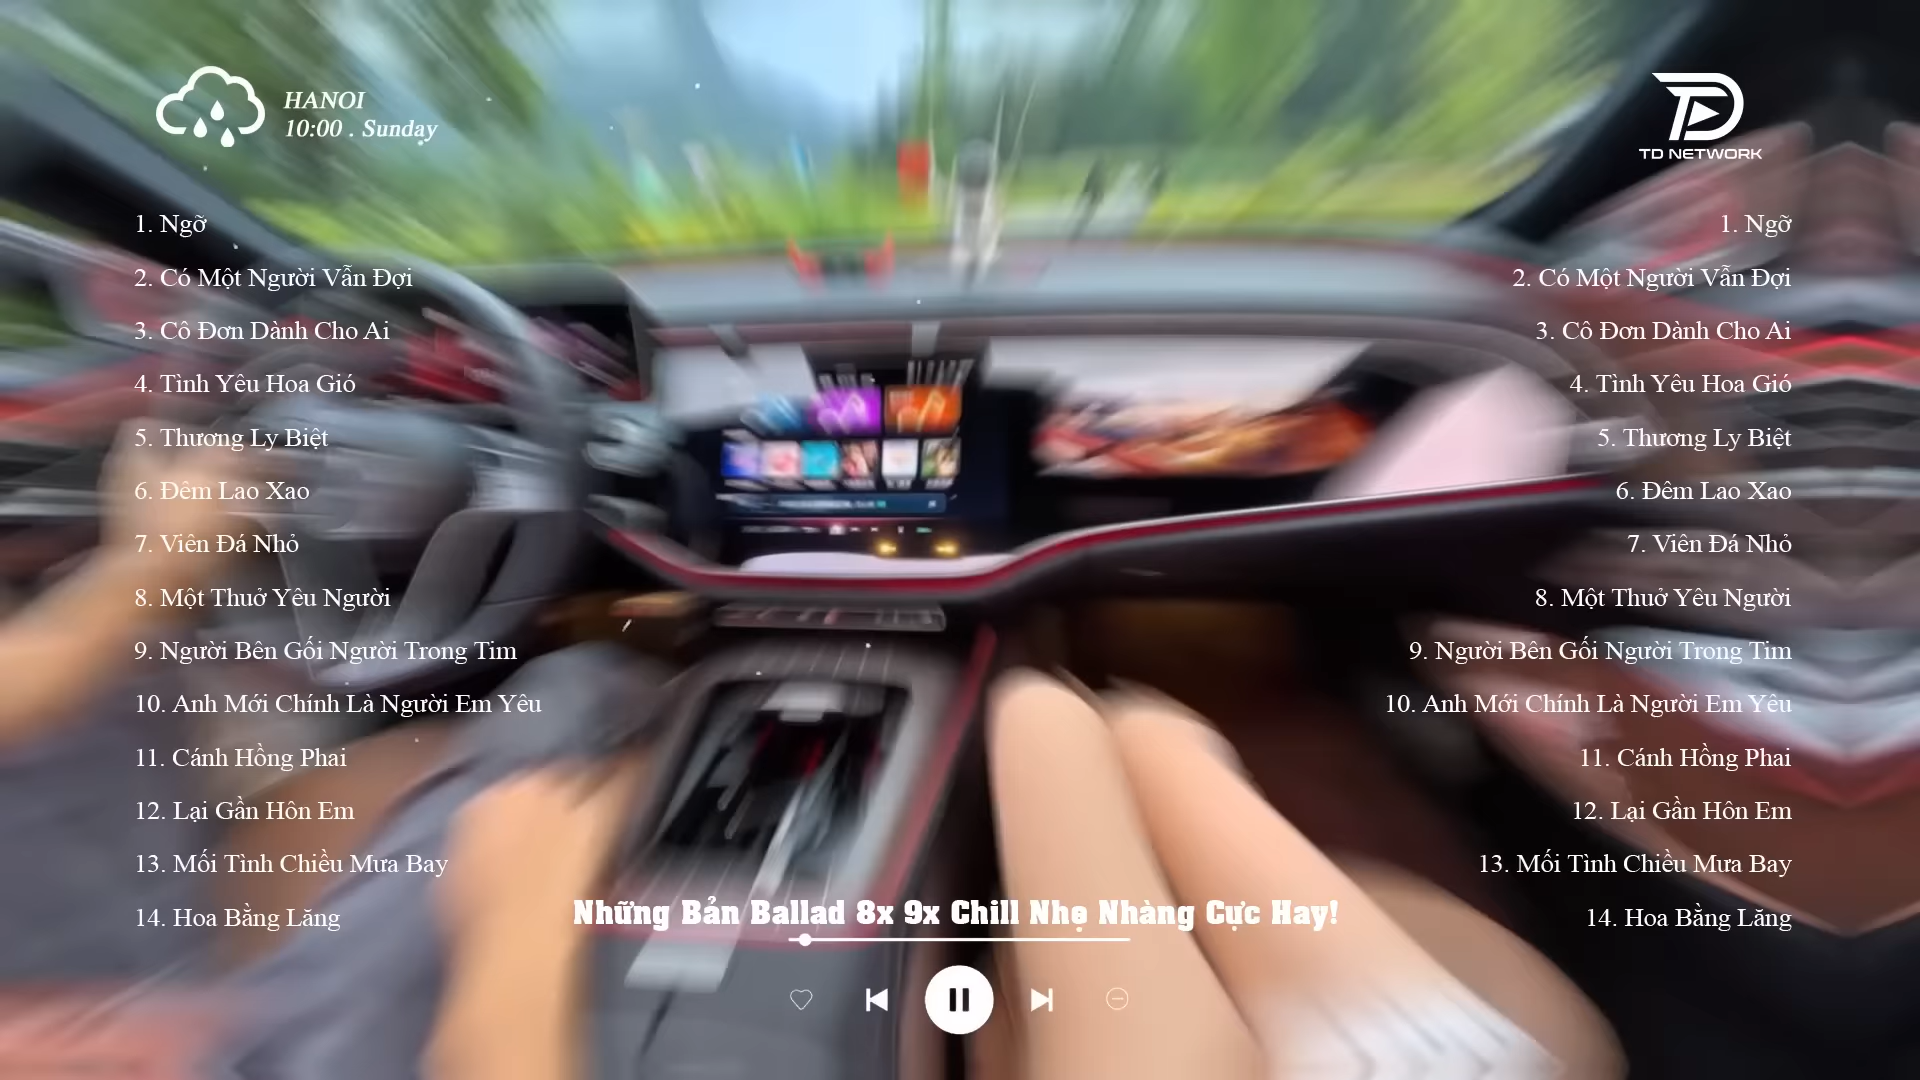 HANOI
10:00 . Sunday
TD NETWORK
1. Ngỡ
2. Có Một Người Vẫn Đợi
3. Cô Đơn Dành Cho Ai
4. Tình Yêu Hoa Gió
5. Thương Ly Biệt
6. Đêm Lao Xao
7. Viên Đá Nhỏ
8. Một Thuở Yêu Người
9. Người Bên Gối Người Trong Tim
10. Anh Mới Chính Là Người Em Yêu
11. Cánh Hồng Phai
12. Lại Gần Hôn Em
13. Mối Tình Chiều Mưa Bay
14. Hoa Bằng Lăng
1. Ngỡ
2. Có Một Người Vẫn Đợi
3. Cô Đơn Dành Cho Ai
4. Tình Yêu Hoa Gió
5. Thương Ly Biệt
6. Đêm Lao Xao
7. Viên Đá Nhỏ
8. Một Thuở Yêu Người
9. Người Bên Gối Người Trong Tim
10. Anh Mới Chính Là Người Em Yêu
11. Cánh Hồng Phai
12. Lại Gần Hôn Em
13. Mối Tình Chiều Mưa Bay
14. Hoa Bằng Lăng
Những Bản Ballad 8x 9x Chill Nhẹ Nhàng Cực Hay!